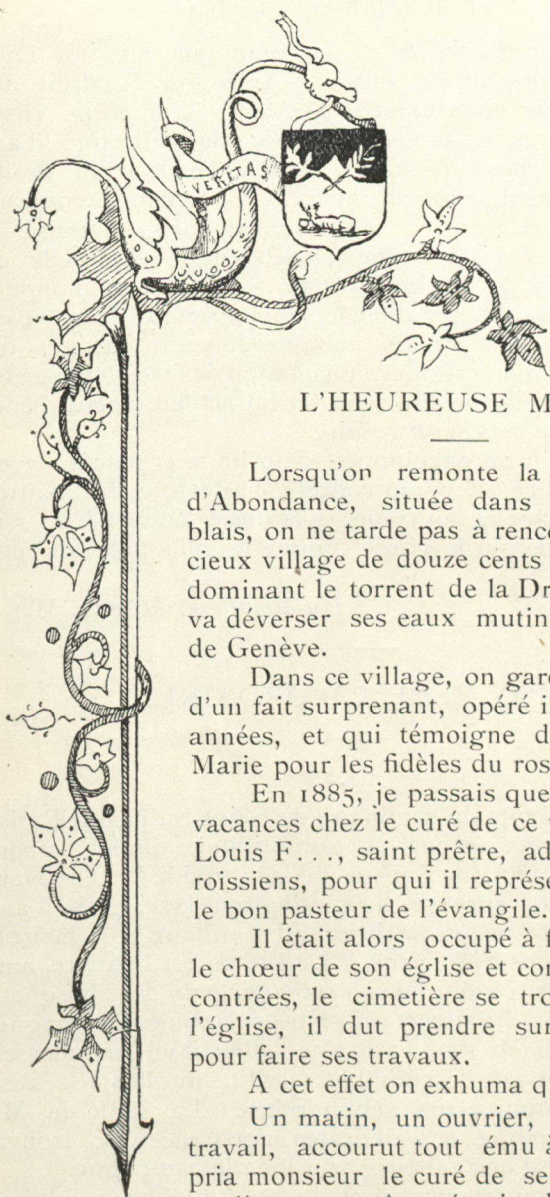 VERITAS
L'HEUREUSE M
Lorsqu'on remonte la
d'Abondance, située dans
blais, on ne tarde pas à renc
cieux village de douze cents
dominant le torrent de la Dr
va déverser ses eaux mutin
de Genève.
Dans ce village, on gard
d'un fait surprenant, opéré i
années, et qui témoigne d
Marie pour les fidèles du ros
En 1885, je passais que
vacances chez le curé de ce v
Louis F..., saint prêtre, ad
roissiens, pour qui il représe
le bon pasteur de l'évangile.
Il était alors occupé à f
le chœur de son église et con
contrées, le cimetière se tro
l'église, il dut prendre sur
pour faire ses travaux.
A cet effet on exhuma q
Un matin, un ouvrier,
travail, accourut tout ému à
pria monsieur le curé de se